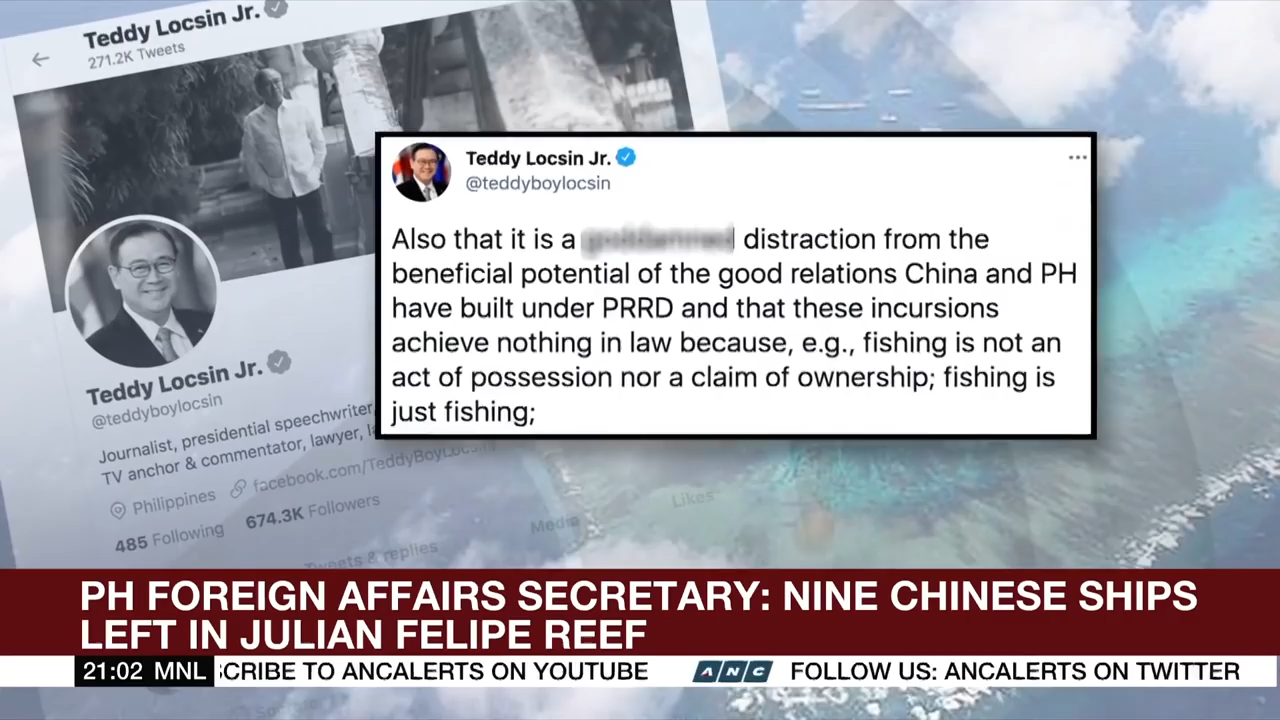 Teddy Locsin Jr.
271.2K Tweets
Teddy Locsin Jr.
@teddyboylocsin
Also that it is a distraction from the
beneficial potential of the good relations China and PH
have built under PRRD and that these incursions
achieve nothing in law because, e.g., fishing is not an
act of possession nor a claim of ownership; fishing is
just fishing;
Teddy Locsin Jr.
@teddyboylocsin
Journalist, presidential speechwriter,
TV anchor & commentator, lawyer,
Philippines facebook.com/TeddyBoyLocsin
485 Following 674.3K Followers
Tweets & replies Media Likes
PH FOREIGN AFFAIRS SECRETARY: NINE CHINESE SHIPS
LEFT IN JULIAN FELIPE REEF
21:02 MNL SCRIBE TO ANCALERTS ON YOUTUBE ANC FOLLOW US: ANCALERTS ON TWITTER